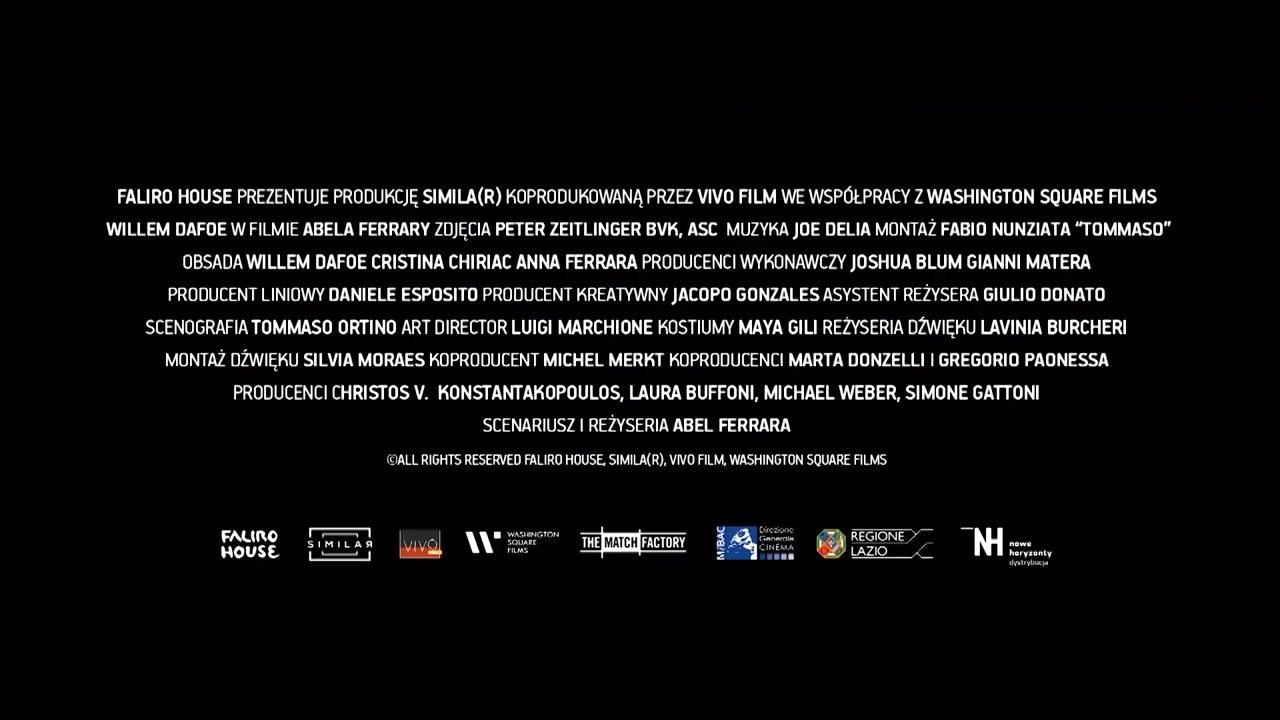 FALIRO HOUSE PREZENTUJE PRODUKCJĘ SIMILA(R) KOPRODUKOWANĄ PRZEZ VIVO FILM WE WSPÓŁPRACY Z WASHINGTON SQUARE FILMS
WILLEM DAFOE W FILMIE ABELA FERRARY ZDJĘCIA PETER ZEITLINGER BVK, ASC MUZYKA JOE DELIA MONTAŻ FABIO NUNZIATA “TOMMASO”
OBSADA WILLEM DAFOE CRISTINA CHIRIAC ANNA FERRARA PRODUCENCI WYKONAWCZY JOSHUA BLUM GIANNI MATERA
PRODUCENT LINIOWY DANIELE ESPOSITO PRODUCENT KREATYWNY JACOPO GONZALES ASYSTENT REŻYSERA GIULIO DONATO
SCENOGRAFIA TOMMASO ORTINO ART DIRECTOR LUIGI MARCHIONE KOSTIUMY MAYA GILI REŻYSERIA DŹWIĘKU LAVINIA BURCHERI
MONTAŻ DŹWIĘKU SILVIA MORAES KOPRODUCENT MICHEL MERKT KOPRODUCENCI MARTA DONZELLI I GREGORIO PAONESSA
PRODUCENCI CHRISTOS V. KONSTANTAKOPOULOS, LAURA BUFFONI, MICHAEL WEBER, SIMONE GATTONI
SCENARIUSZ I REŻYSERIA ABEL FERRARA
©ALL RIGHTS RESERVED FALIRO HOUSE, SIMILA(R), VIVO FILM, WASHINGTON SQUARE FILMS
FALIRO
HOUSE
SIMILAR
VIVO
WASHINGTON
SQUARE
FILMS
THE MATCH FACTORY
MIBAC
Direzione
Generale
CINEMA
REGIONE
LAZIO
NH
nowe
horyzonty
dystrybucja